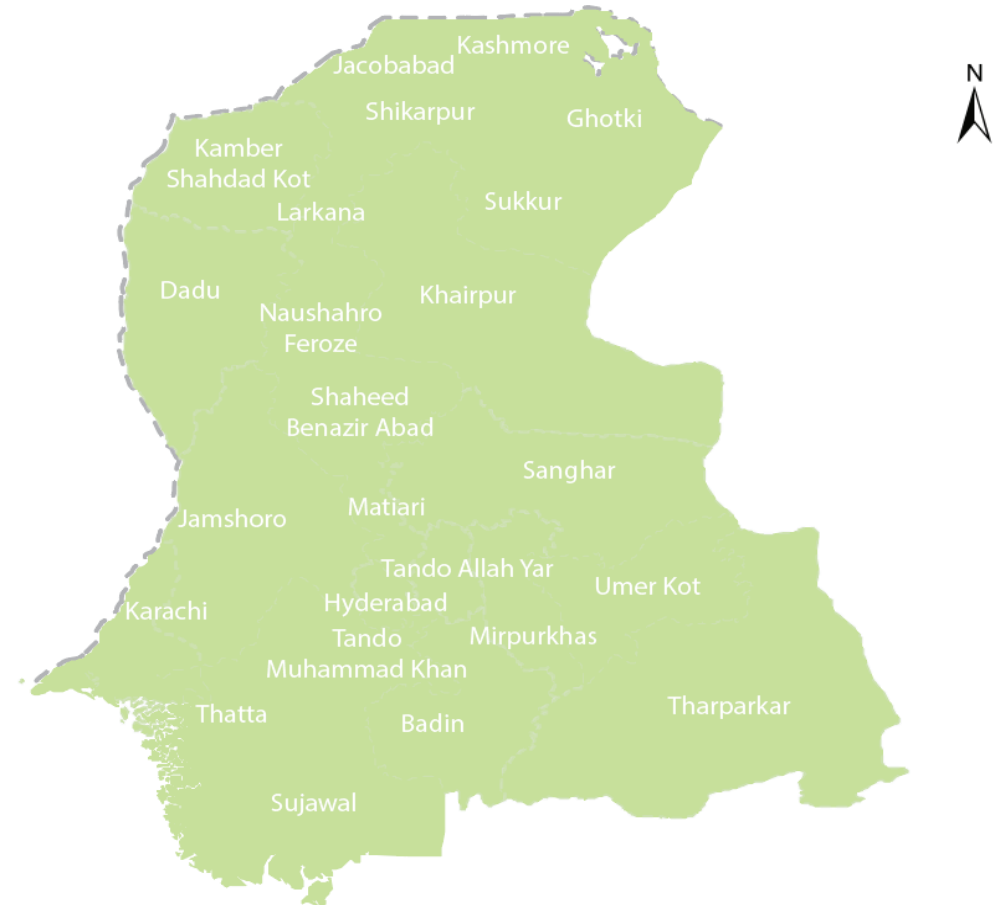 Kashmore
Jacobabad
N
Shikarpur
Ghotki
Kamber
Shahdad Kot
Sukkur
Larkana
Dadu
Khairpur
Naushahro
Feroze
Shaheed
Benazir Abad
Sanghar
Matiari
Jamshoro
Tando Allah Yar
Umer Kot
Hyderabad
Karachi
Tando
Muhammad Khan
Mirpurkhas
Tharparkar
Thatta
Badin
Sujawal